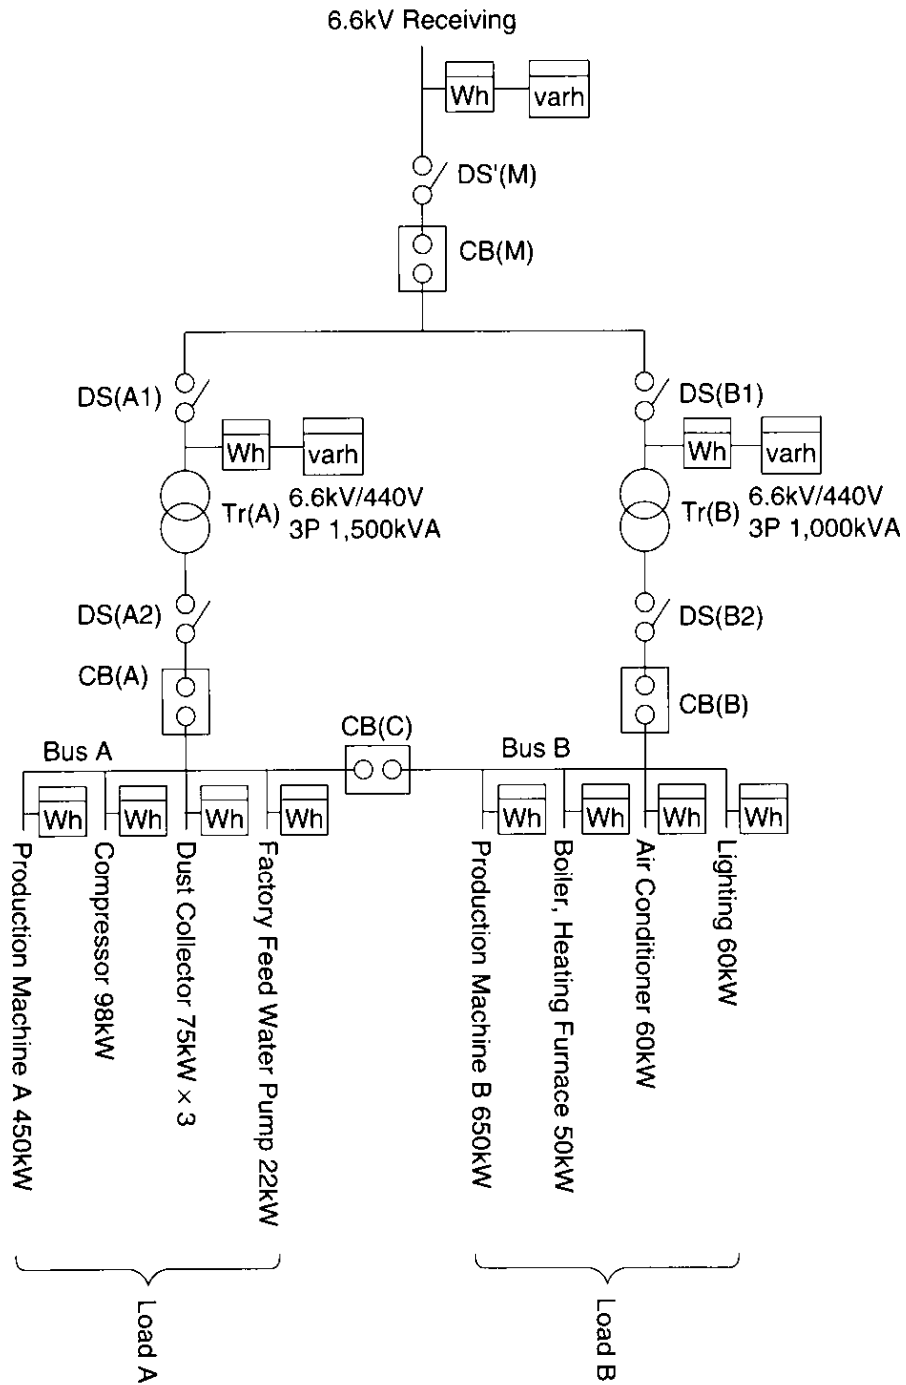 6.6kV Receiving
Wh
varh
DS'(M)
CB(M)
DS(A1)
DS(B1)
Wh
varh
Wh
varh
Tr(A)
6.6kV/440V
3P 1,500kVA
Tr(B)
6.6kV/440V
3P 1,000kVA
DS(A2)
DS(B2)
CB(A)
CB(B)
CB(C)
Bus A
Bus B
Wh
Wh
Wh
Wh
Wh
Wh
Wh
Wh
Production Machine A 450kW
Compressor 98kW
Dust Collector 75kW × 3
Factory Feed Water Pump 22kW
Production Machine B 650kW
Boiler, Heating Furnace 50kW
Air Conditioner 60kW
Lighting 60kW
Load A
Load B